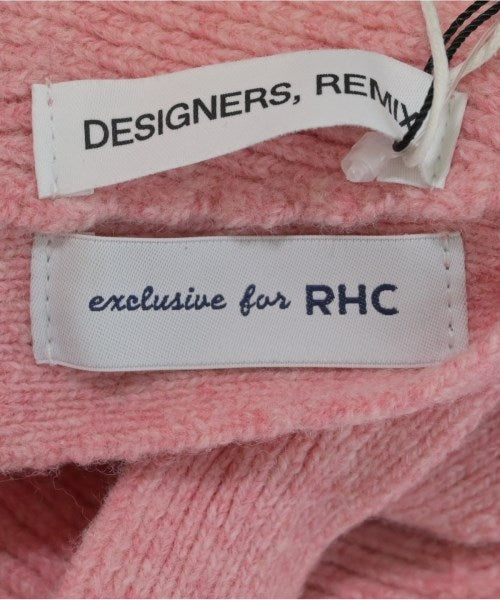 DESIGNERS, REMIX
exclusive for RHC